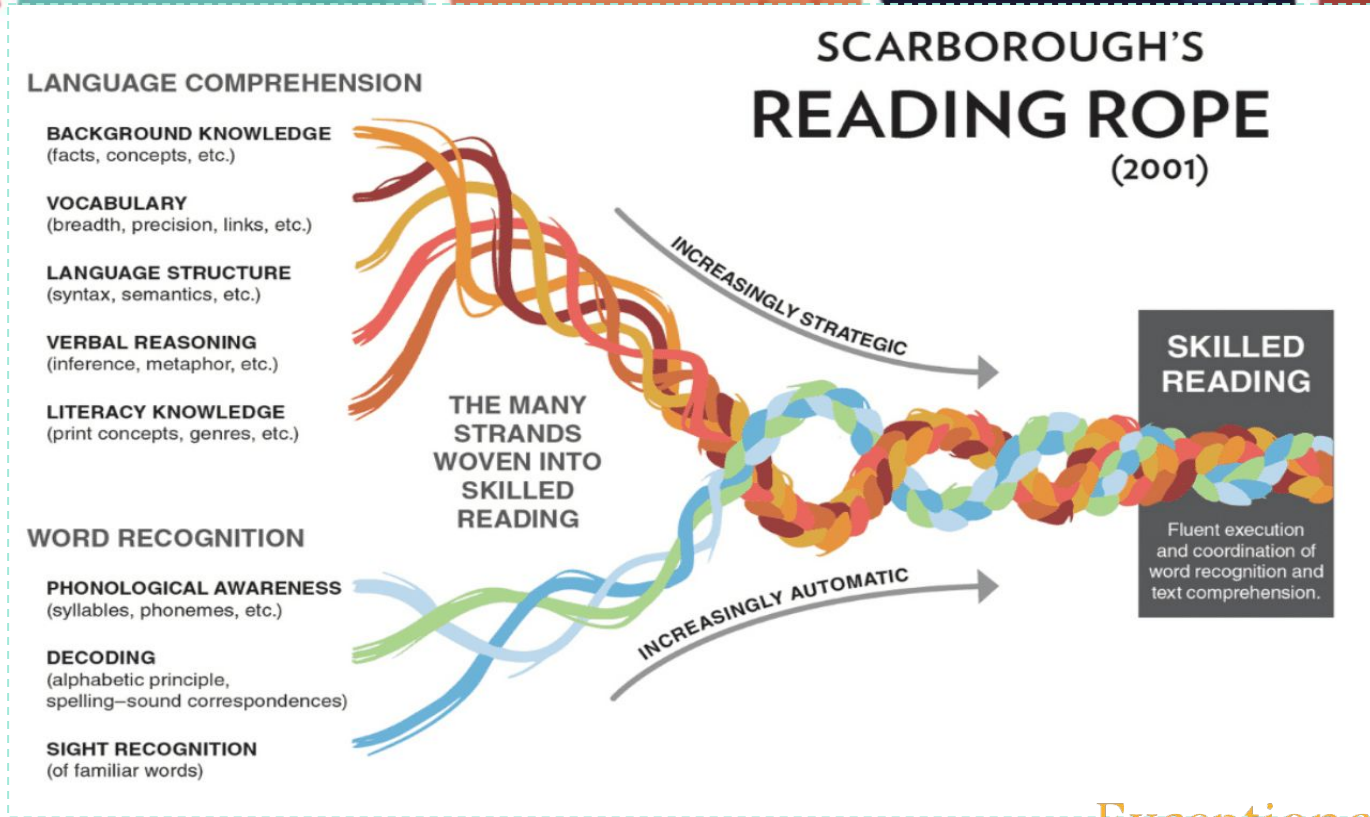 SCARBOROUGH'S
READING ROPE
(2001)
LANGUAGE COMPREHENSION
BACKGROUND KNOWLEDGE
(facts, concepts, etc.)
VOCABULARY
(breadth, precision, links, etc.)
LANGUAGE STRUCTURE
(syntax, semantics, etc.)
VERBAL REASONING
(inference, metaphor, etc.)
LITERACY KNOWLEDGE
(print concepts, genres, etc.)
THE MANY
STRANDS
WOVEN INTO
SKILLED
READING
WORD RECOGNITION
PHONOLOGICAL AWARENESS
(syllables, phonemes, etc.)
DECODING
(alphabetic principle,
spelling–sound correspondences)
SIGHT RECOGNITION
(of familiar words)
INCREASINGLY STRATEGIC
INCREASINGLY AUTOMATIC
SKILLED
READING
Fluent execution
and coordination of
word recognition and
text comprehension.